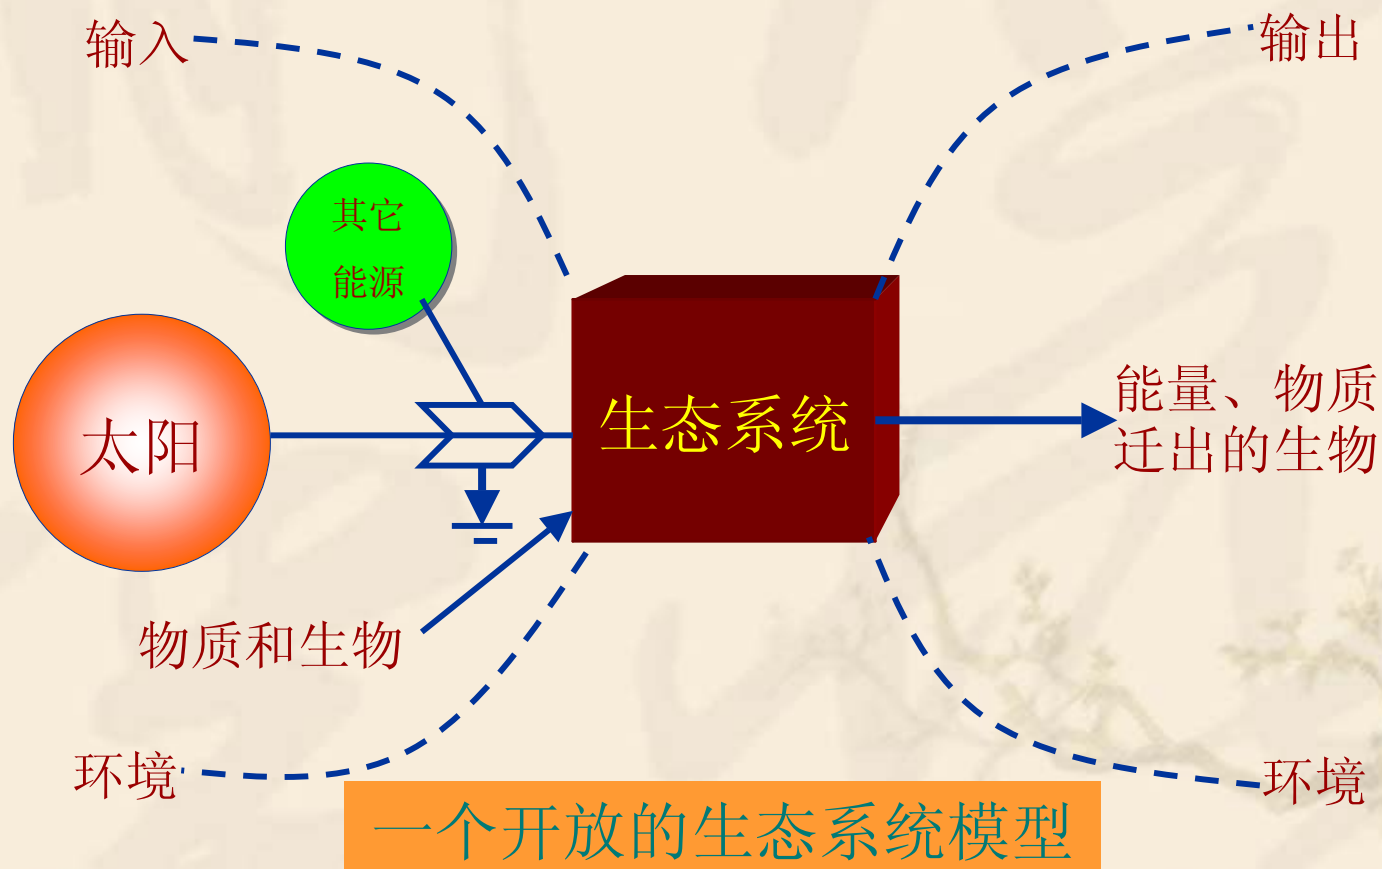 输入
输出
其它
能源
太阳
生态系统
能量、物质
迁出的生物
物质和生物
环境
环境
一个开放的生态系统模型